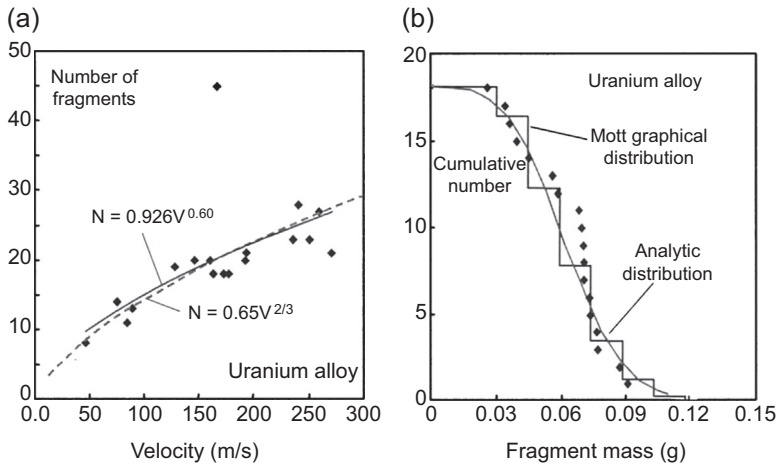 (a)
50
40
30
20
10
0
0.0
50
100
150
200
250
300
Number of
fragments
N = 0.926V^0.60
N = 0.65V^2/3
Uranium alloy
Velocity (m/s)
(b)
20
15
10
5
0
0
0.03
0.06
0.09
0.12
0.15
Uranium alloy
Mott graphical
distribution
Cumulative
number
Analytic
distribution
Fragment mass (g)